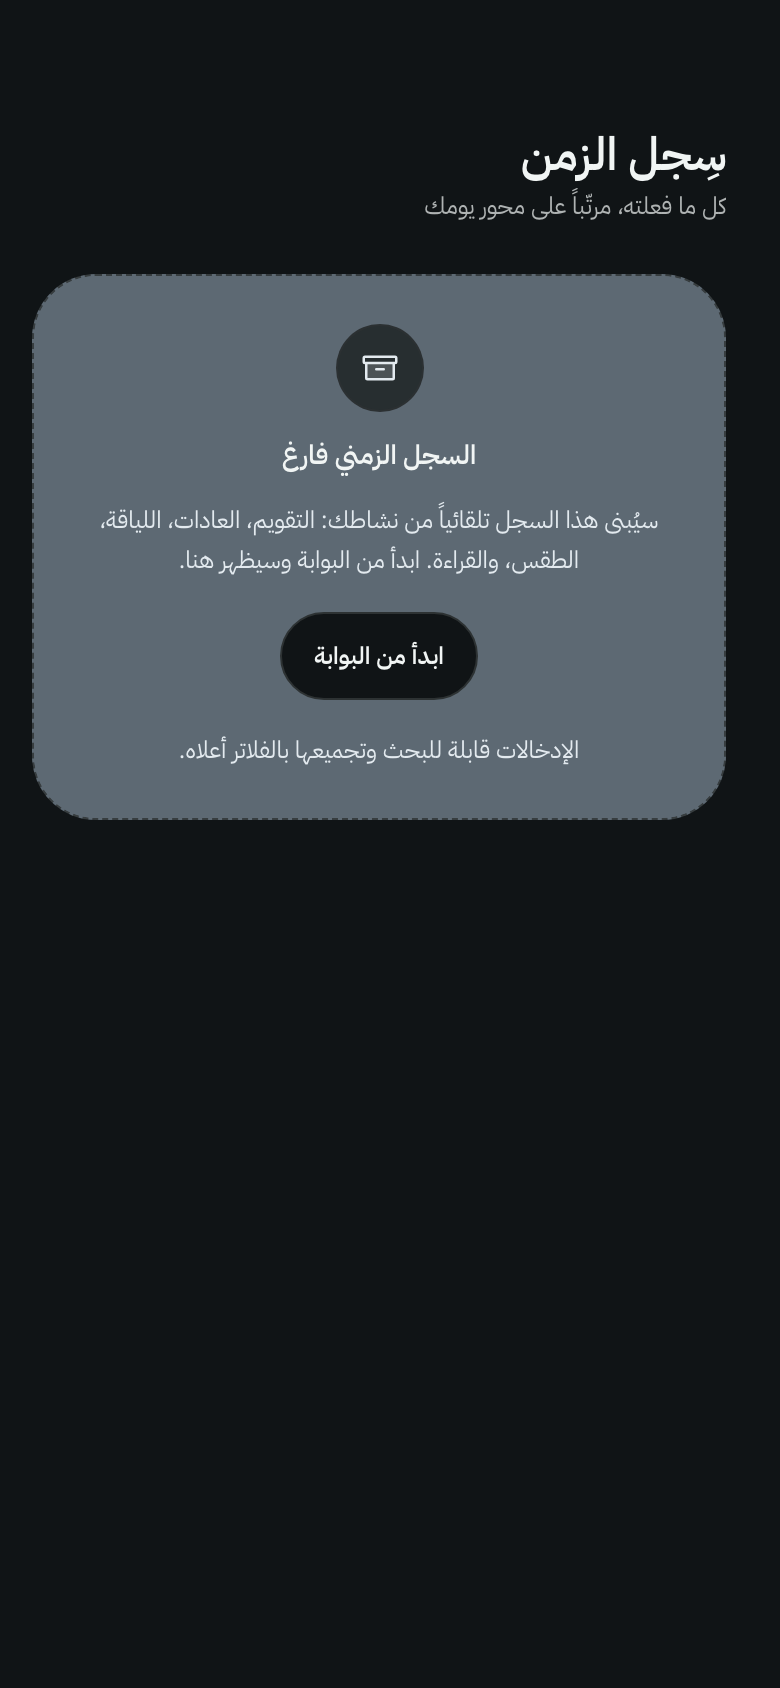 سِجل الزمن
كل ما فعلته، مرتّباً على محور يومك
السجل الزمني فارغ
سيُبنى هذا السجل تلقائياً من نشاطك: التقويم، العادات، اللياقة،
الطقس، والقراءة. ابدأ من البوابة وسيظهر هنا.
ابدأ من البوابة
الإدخالات قابلة للبحث وتجميعها بالفلاتر أعلاه.